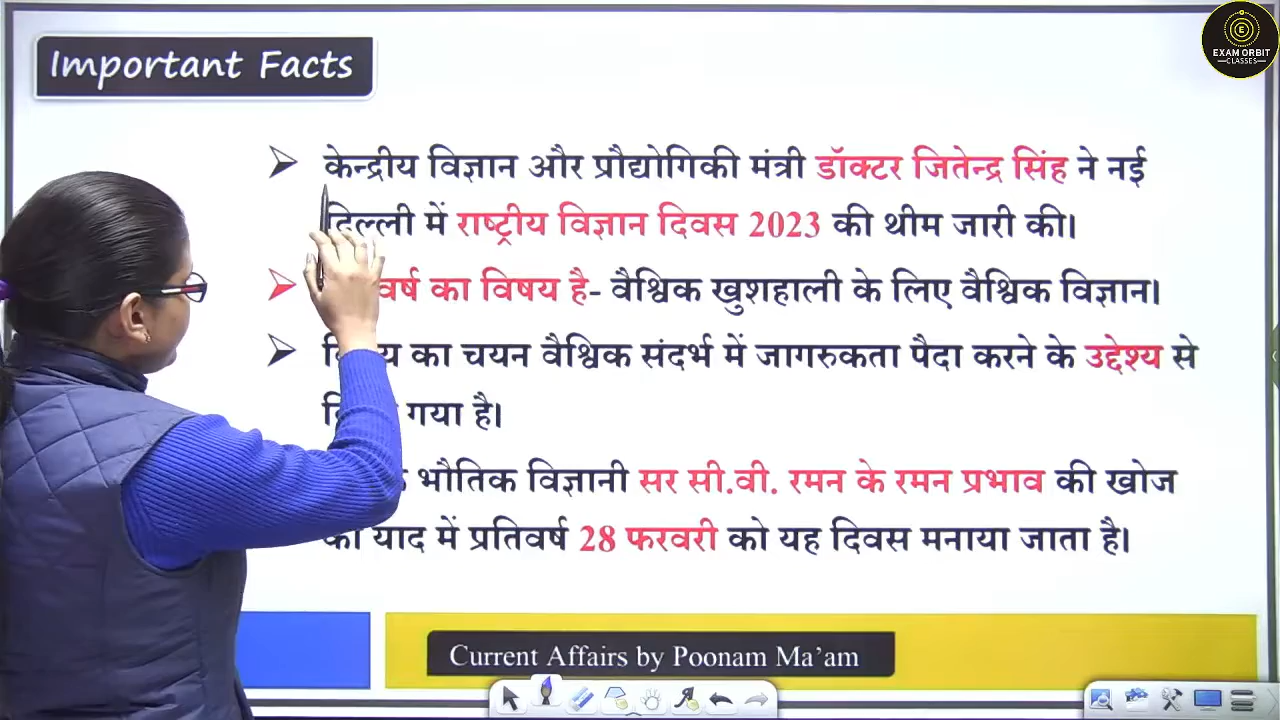 Important Facts
EXAM ORBIT
CLASSES
केन्द्रीय विज्ञान और प्रौद्योगिकी मंत्री डॉक्टर जितेन्द्र सिंह ने नई
दिल्ली में राष्ट्रीय विज्ञान दिवस 2023 की थीम जारी की।
वर्ष का विषय है- वैश्विक खुशहाली के लिए वैश्विक विज्ञान।
का चयन वैश्विक संदर्भ में जागरुकता पैदा करने के उद्देश्य से
गया है।
भौतिक विज्ञानी सर सी.वी. रमन के रमन प्रभाव की खोज
की याद में प्रतिवर्ष 28 फरवरी को यह दिवस मनाया जाता है।
Current Affairs by Poonam Ma'am